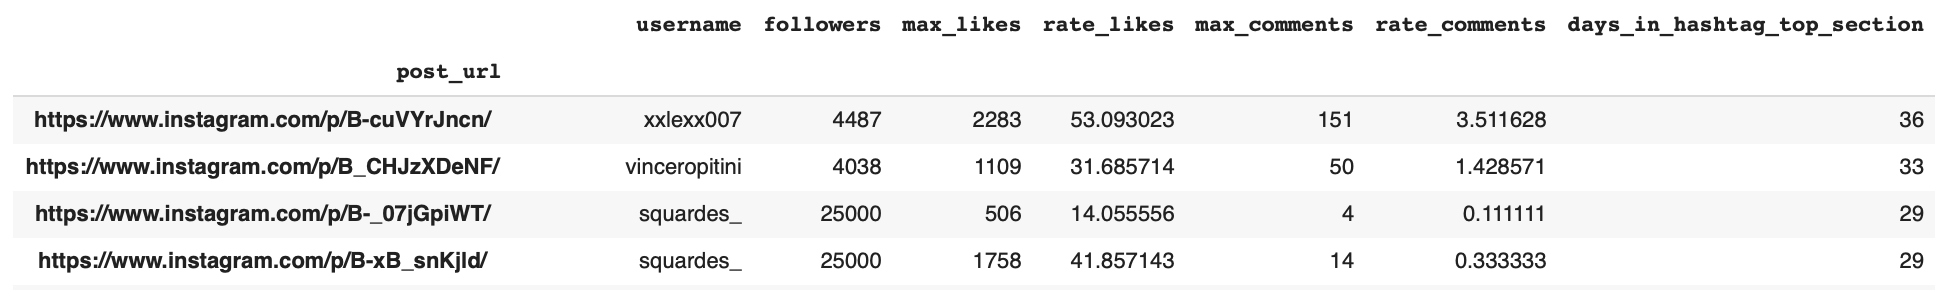 username followers max_likes rate_likes max_comments rate_comments days_in_hashtag_top_section
post_url
https://www.instagram.com/p/B-cuVYrJncn/ xxlexx007 4487 2283 53.093023 151 3.511628 36
https://www.instagram.com/p/B_CHJzXDeNF/ vinceropitini 4038 1109 31.685714 50 1.428571 33
https://www.instagram.com/p/B-_07jGpiWT/ squardes_ 25000 506 14.055556 4 0.111111 29
https://www.instagram.com/p/B-xB_snKjld/ squardes_ 25000 1758 41.857143 14 0.333333 29